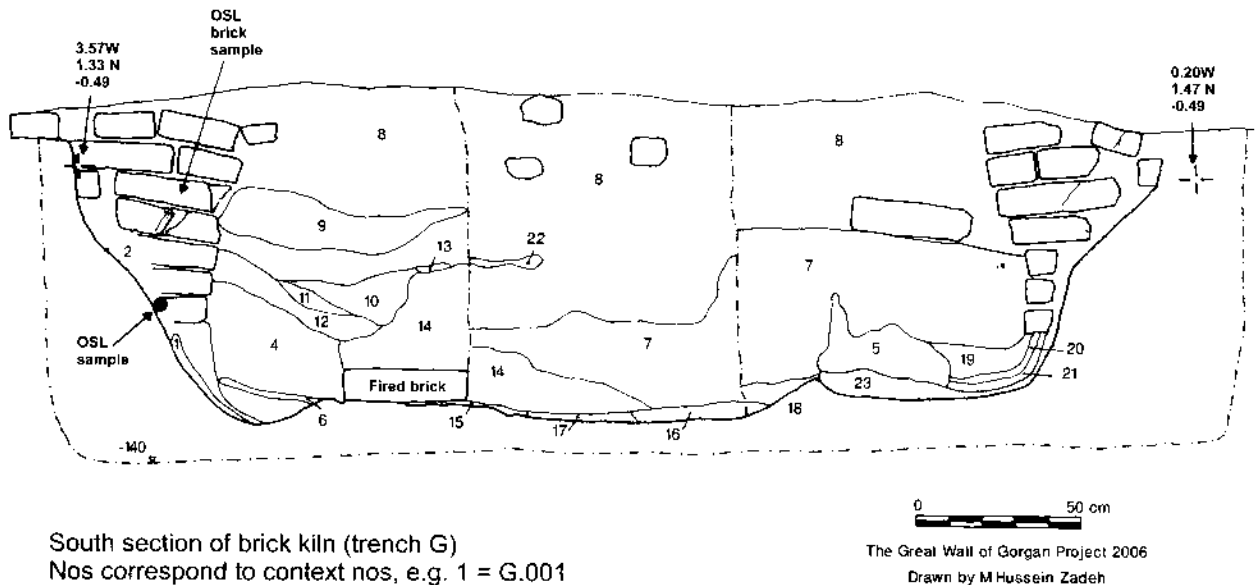 OSL
brick
sample
3.57W
1.33 N
-0.49
0.20W
1.47 N
-0.49
8
8
8
9
13
22
2
7
11
10
12
14
OSL
sample
1
4
7
5
19
20
Fired brick
14
23
21
6
15
17
16
18
-140
0 50 cm
South section of brick kiln (trench G)
Nos correspond to context nos, e.g. 1 = G.001
The Great Wall of Gorgan Project 2006
Drawn by M Hussein Zadeh